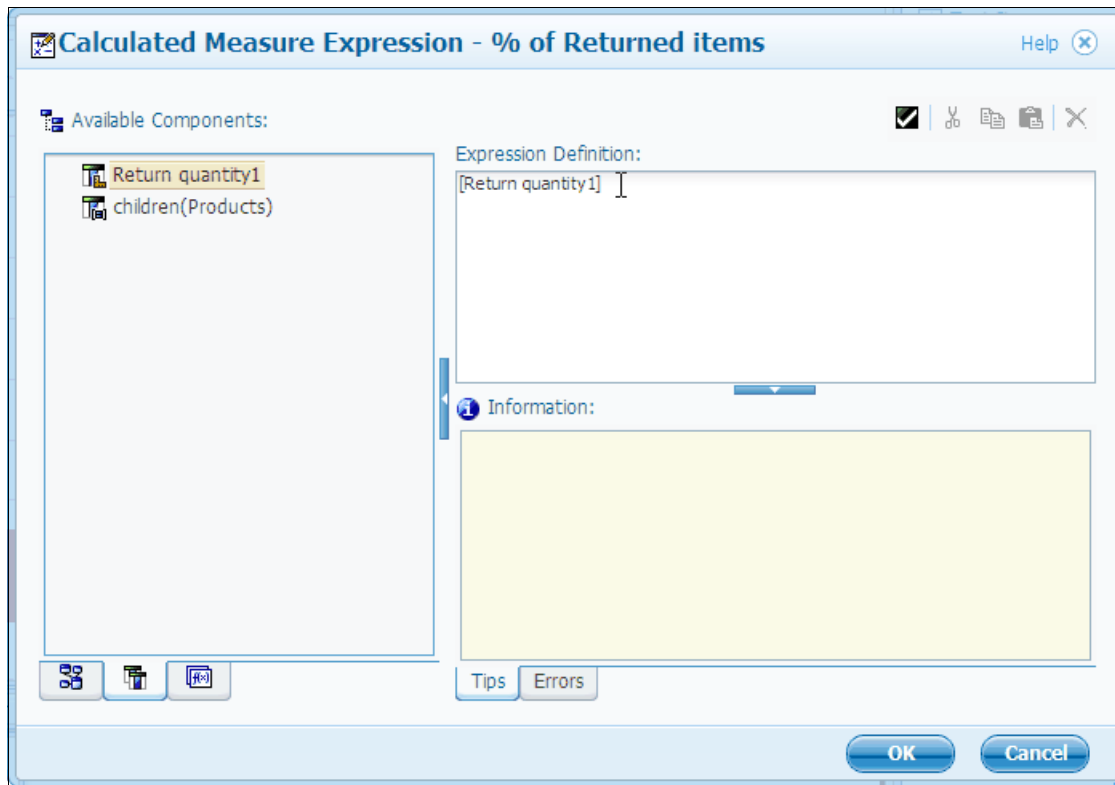 Calculated Measure Expression - % of Returned items
Help
Available Components:
Return quantity1
children(Products)
Expression Definition:
[Return quantity1]
Information:
f(x)
Tips
Errors
OK
Cancel